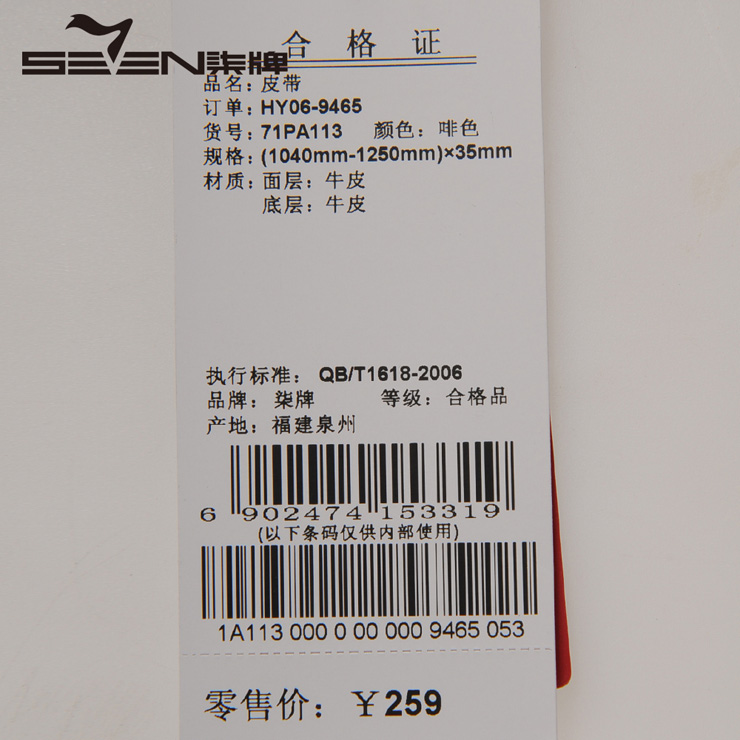 合格证
SEVEN柒牌
品名：皮带
订单：HY06-9465
货号：71PA113 颜色：啡色
规格：(1040mm-1250mm)×35mm
材质：面层：牛皮
底层：牛皮
执行标准：QB/T1618-2006
品牌：柒牌 等级：合格品
产地：福建泉州
6 902474 153319
(以下条码仅供内部使用)
1A113 000 0 00 000 9465 053
零售价：￥259